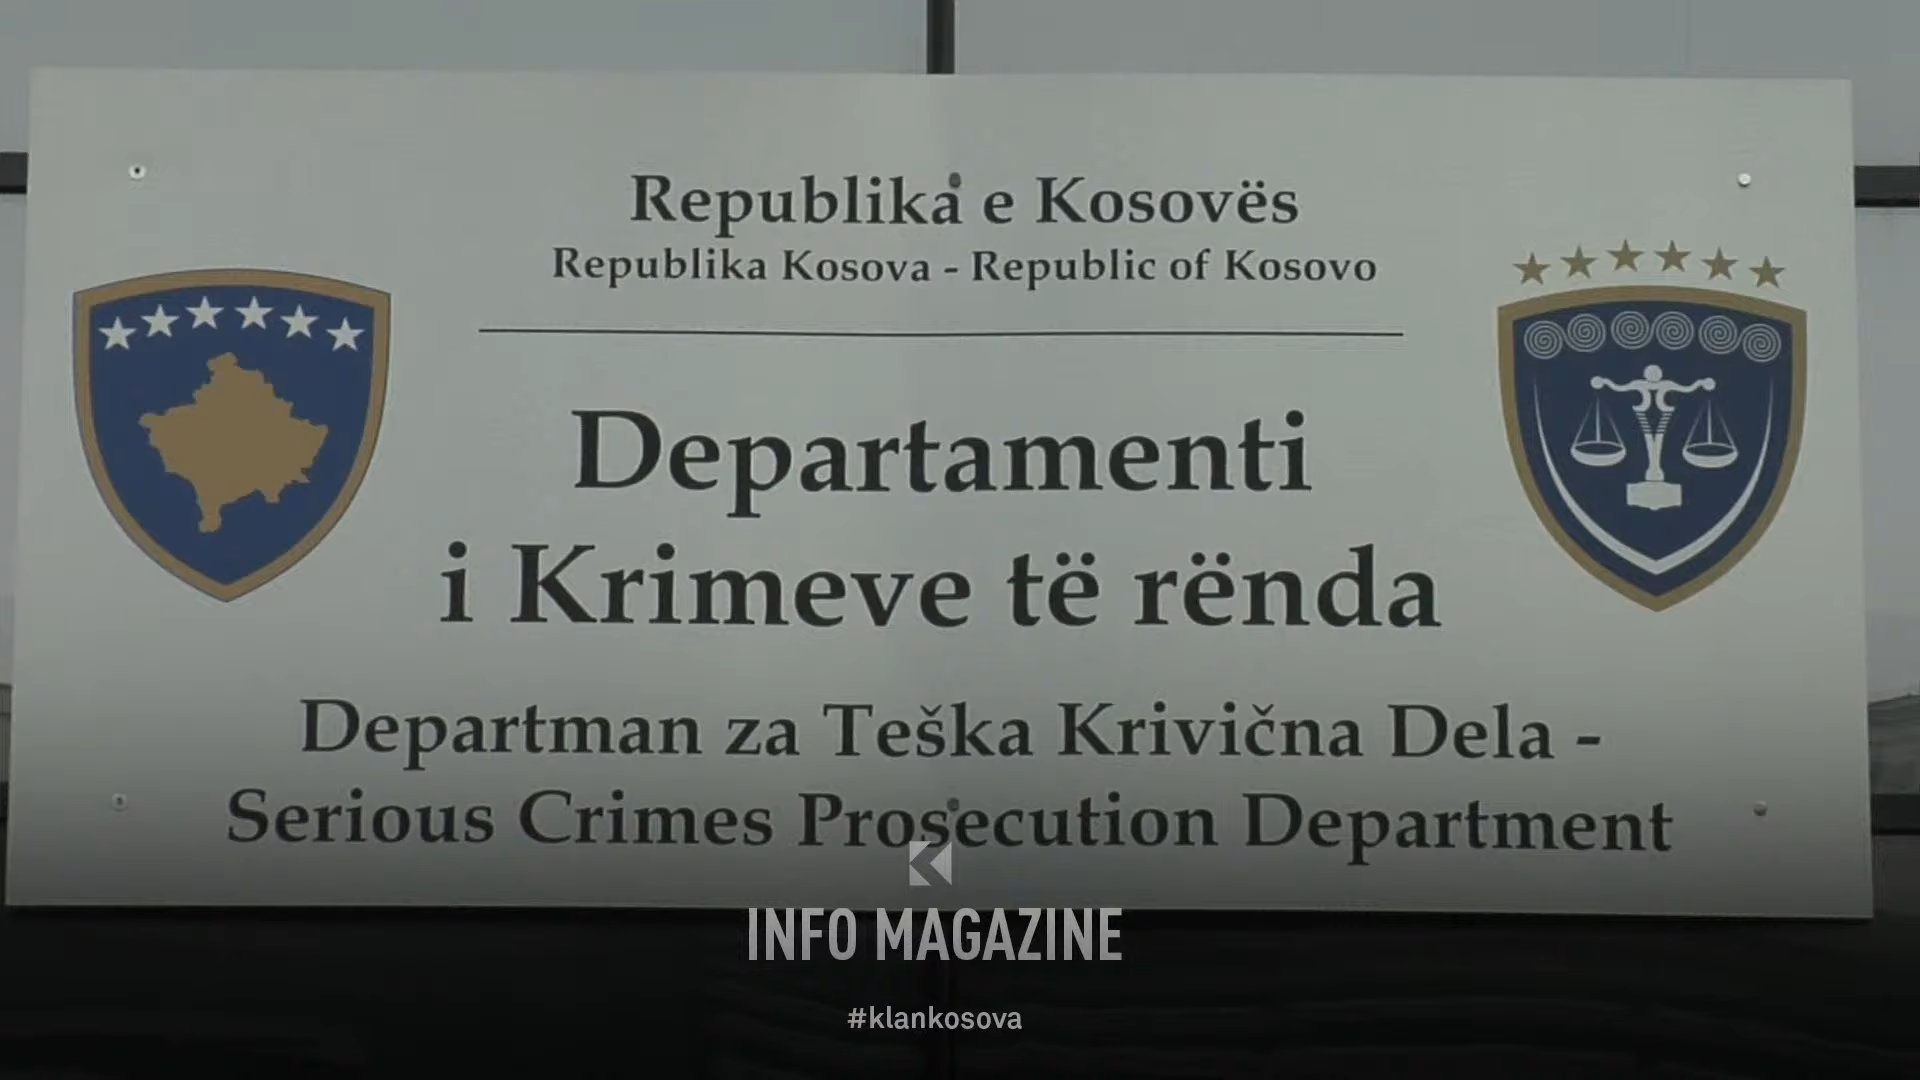 Republika e Kosovës
Republika Kosova - Republic of Kosovo
Departamenti
i Krimeve të rënda
Departman za Teška Krivična Dela -
Serious Crimes Prosecution Department
INFO MAGAZINE
#klankosova